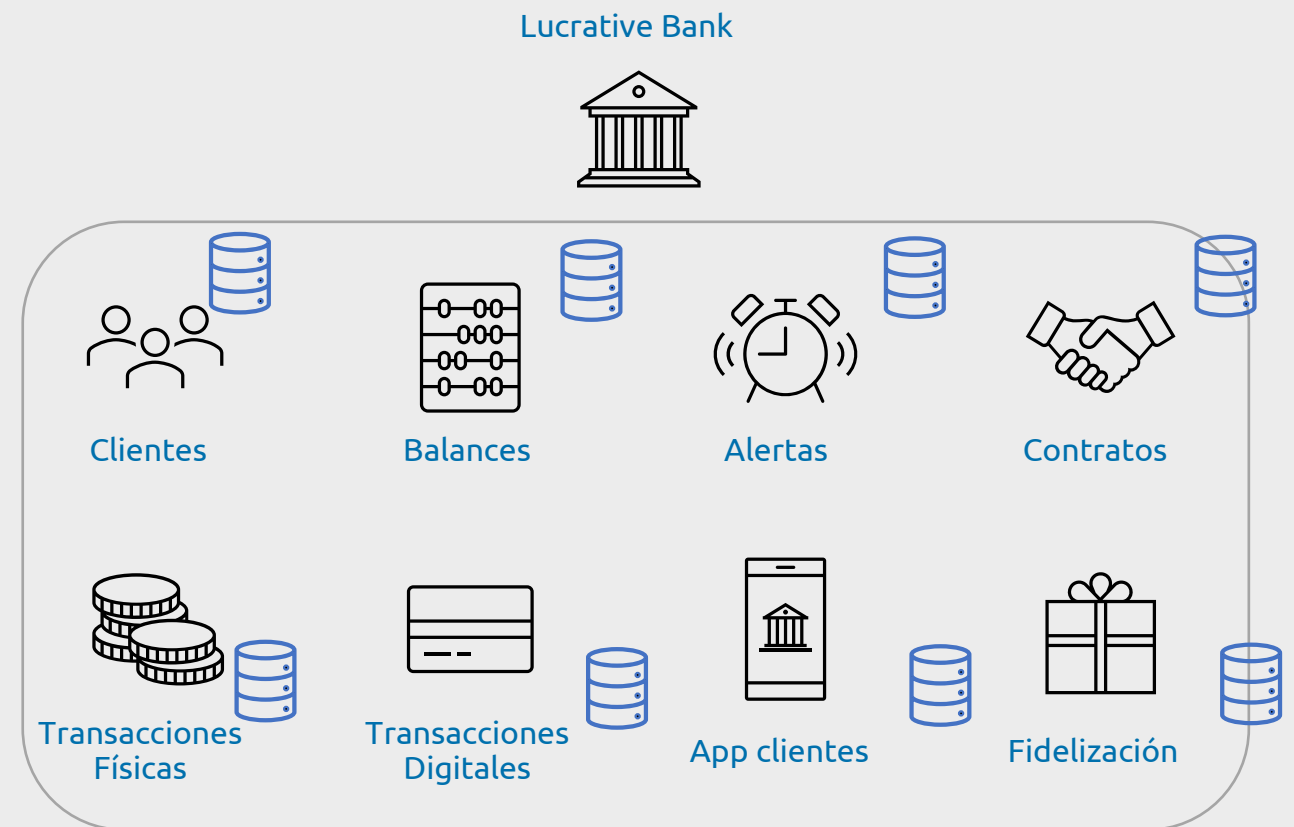 Lucrative Bank
Clientes
Balances
Alertas
Contratos
Transacciones
Físicas
Transacciones
Digitales
App clientes
Fidelización